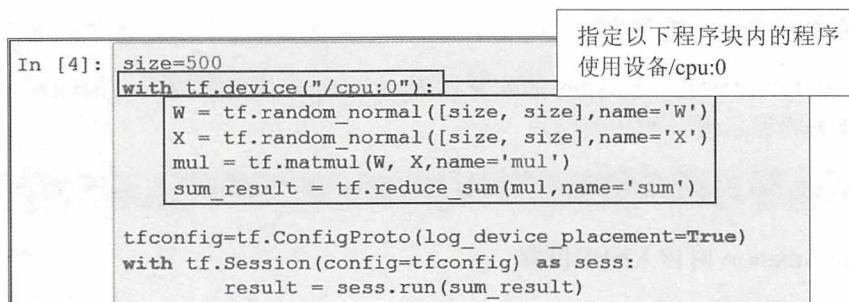 指定以下程序块内的程序
使用设备/cpu:0
In [4]: size=500
with tf.device("/cpu:0"):
W = tf.random_normal([size, size],name='W')
X = tf.random_normal([size, size],name='X')
mul = tf.matmul(W, X,name='mul')
sum_result = tf.reduce_sum(mul,name='sum')
tfconfig=tf.ConfigProto(log_device_placement=True)
with tf.Session(config=tfconfig) as sess:
result = sess.run(sum_result)